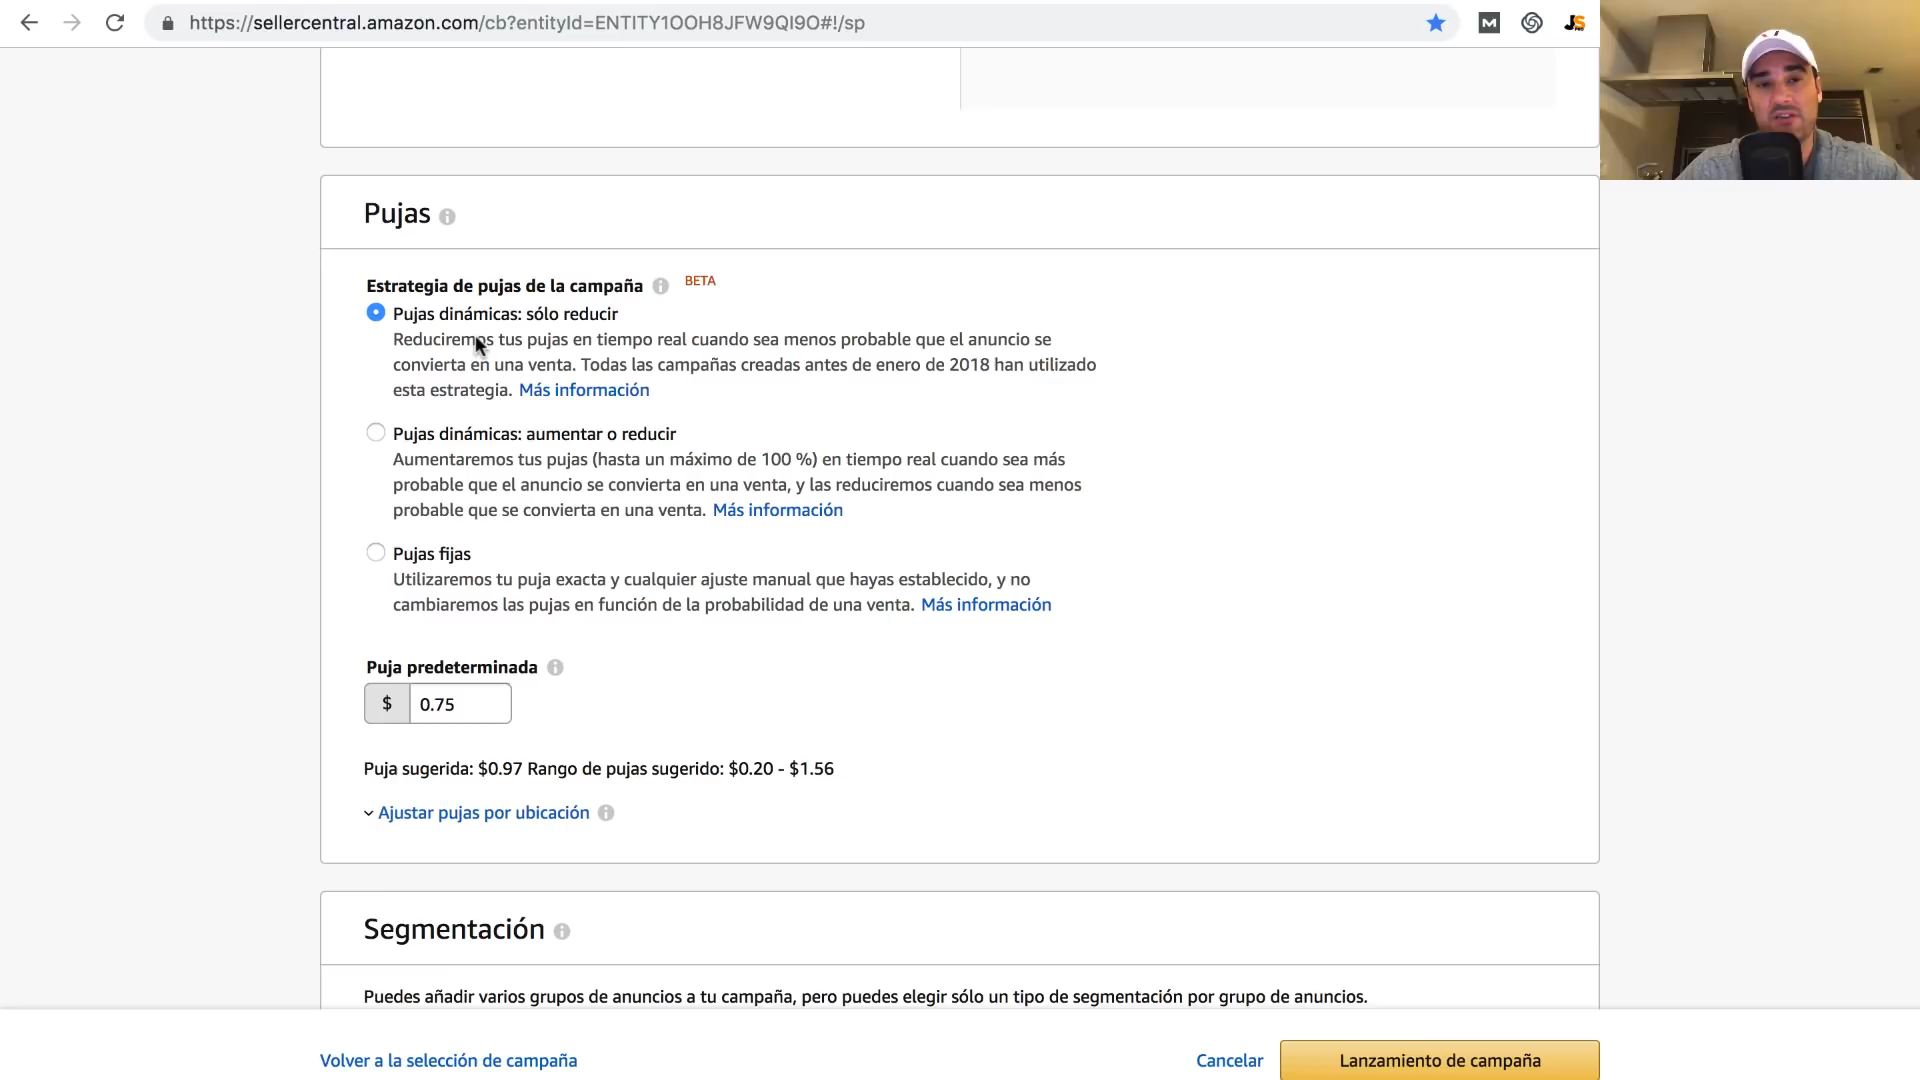 https://sellercentral.amazon.com/cb?entityId=ENTITY1OOH8JFW9QI9O#!/sp
Pujas
Estrategia de pujas de la campaña BETA
Pujas dinámicas: sólo reducir
Reduciremos tus pujas en tiempo real cuando sea menos probable que el anuncio se
convierta en una venta. Todas las campañas creadas antes de enero de 2018 han utilizado
esta estrategia. Más información
Pujas dinámicas: aumentar o reducir
Aumentaremos tus pujas (hasta un máximo de 100 %) en tiempo real cuando sea más
probable que el anuncio se convierta en una venta, y las reduciremos cuando sea menos
probable que se convierta en una venta. Más información
Pujas fijas
Utilizaremos tu puja exacta y cualquier ajuste manual que hayas establecido, y no
cambiaremos las pujas en función de la probabilidad de una venta. Más información
Puja predeterminada
$ 0.75
Puja sugerida: $0.97 Rango de pujas sugerido: $0.20 - $1.56
Ajustar pujas por ubicación
Segmentación
Puedes añadir varios grupos de anuncios a tu campaña, pero puedes elegir sólo un tipo de segmentación por grupo de anuncios.
Volver a la selección de campaña
Cancelar
Lanzamiento de campaña